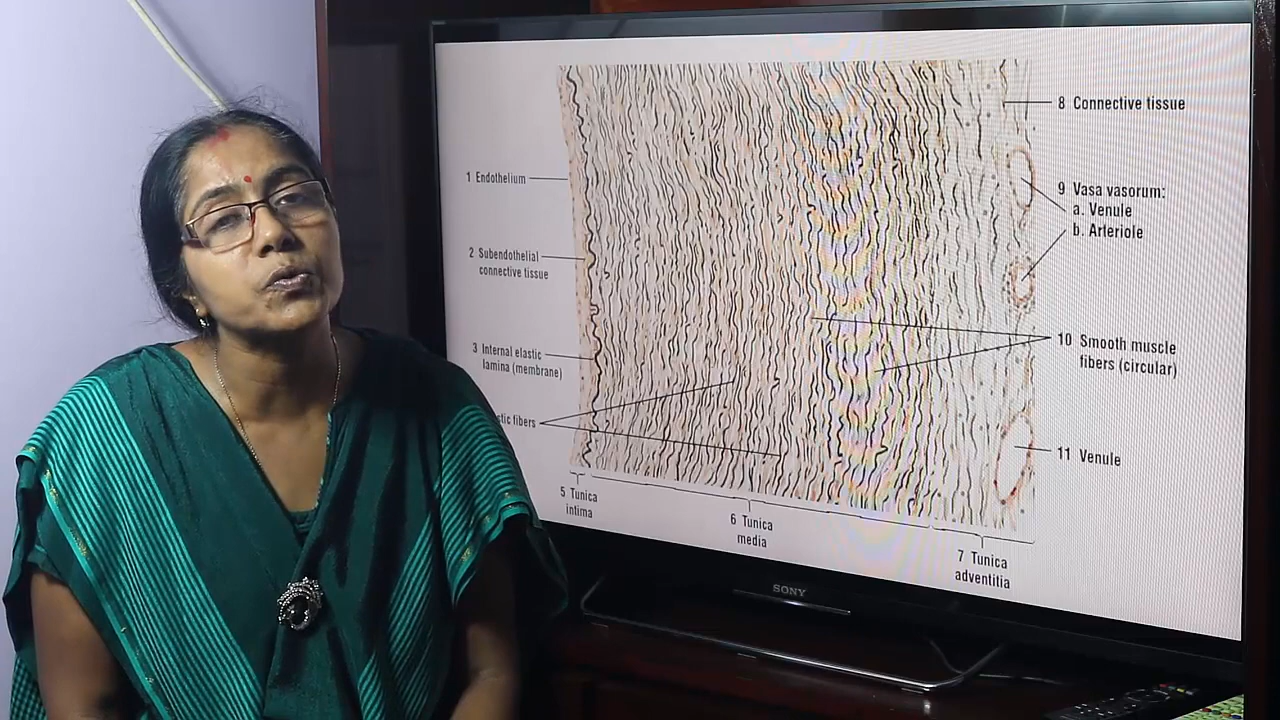 1 Endothelium
2 Subendothelial
connective tissue
3 Internal elastic
lamina (membrane)
fibers
5 Tunica
intima
6 Tunica
media
7 Tunica
adventitia
8 Connective tissue
9 Vasa vasorum:
a. Venule
b. Arteriole
10 Smooth muscle
fibers (circular)
11 Venule
SONY